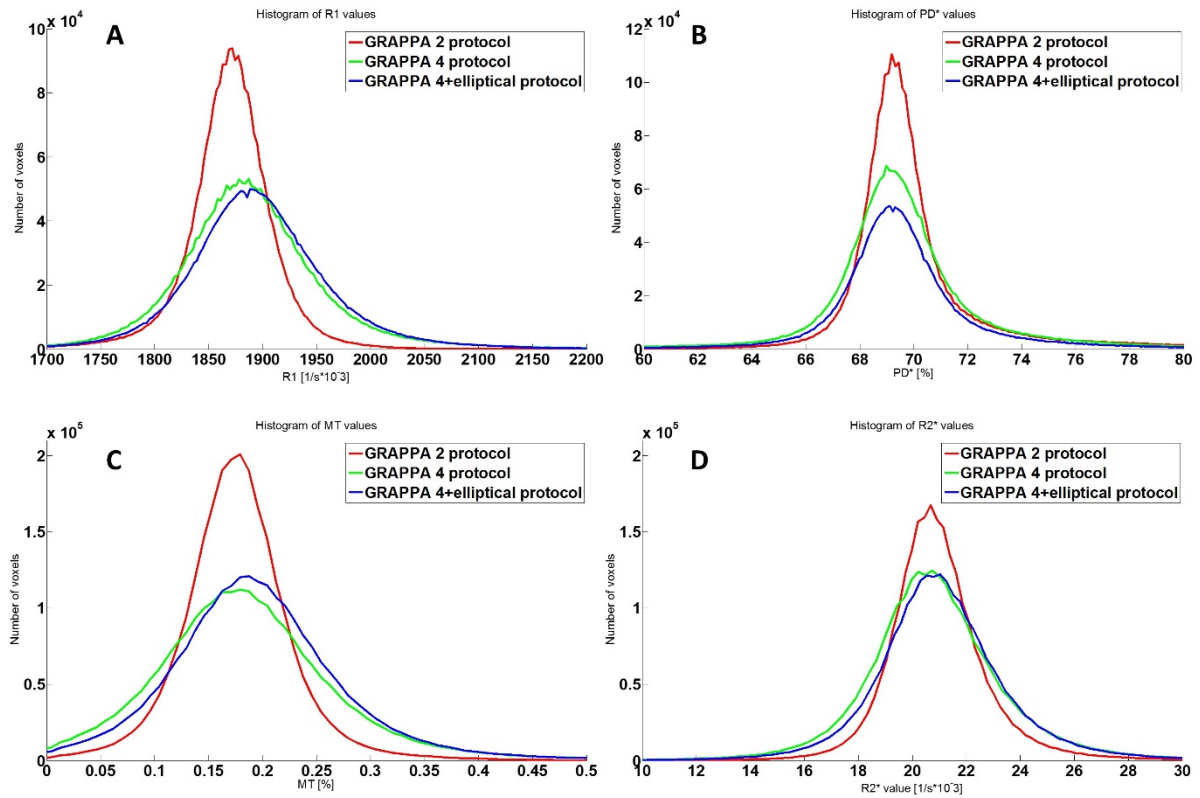 Histogram of R1 values
x 10^4
A
GRAPPA 2 protocol
GRAPPA 4 protocol
GRAPPA 4+elliptical protocol
Number of voxels
10
8
6
4
2
0
1700 1750 1800 1850 1900 1950 2000 2050 2100 2150 2200
R1 [1/s*10^-3]
Histogram of PD* values
x 10^4
B
GRAPPA 2 protocol
GRAPPA 4 protocol
GRAPPA 4+elliptical protocol
Number of voxels
12
10
8
6
4
2
0
60 62 64 66 68 70 72 74 76 78 80
PD* [%]
Histogram of MT values
x 10^5
C
GRAPPA 2 protocol
GRAPPA 4 protocol
GRAPPA 4+elliptical protocol
Number of voxels
2
1.5
1
0.5
0
0 0.05 0.1 0.15 0.2 0.25 0.3 0.35 0.4 0.45 0.5
MT [%]
Histogram of R2* values
x 10^5
D
GRAPPA 2 protocol
GRAPPA 4 protocol
GRAPPA 4+elliptical protocol
Number of voxels
2
1.5
1
0.5
0
10 12 14 16 18 20 22 24 26 28 30
R2* value [1/s*10^-3]